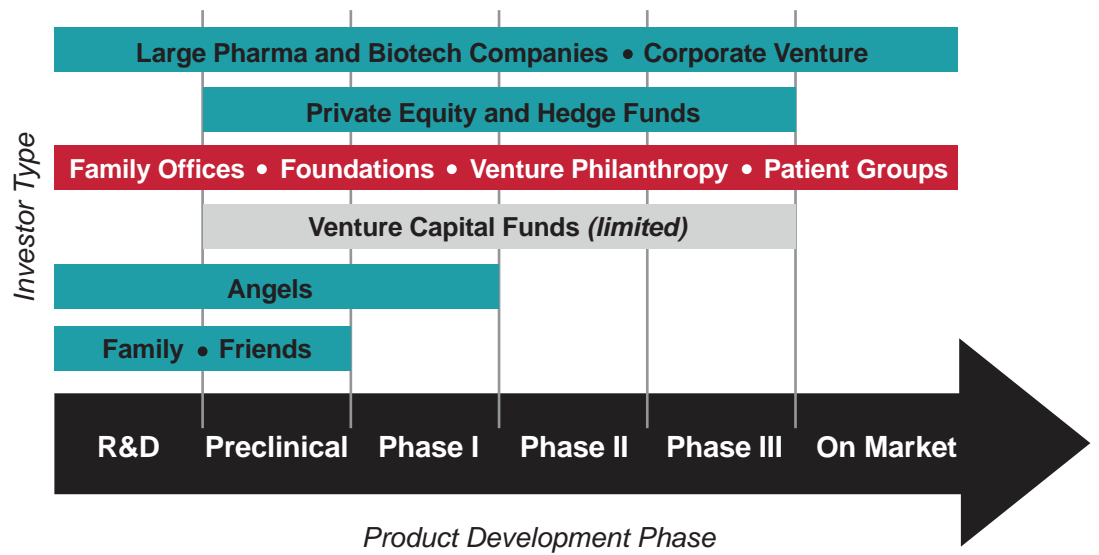 Large Pharma and Biotech Companies • Corporate Venture
Private Equity and Hedge Funds
Family Offices • Foundations • Venture Philanthropy • Patient Groups
Venture Capital Funds (limited)
Angels
Family • Friends
Investor Type
R&D Preclinical Phase I Phase II Phase III On Market
Product Development Phase